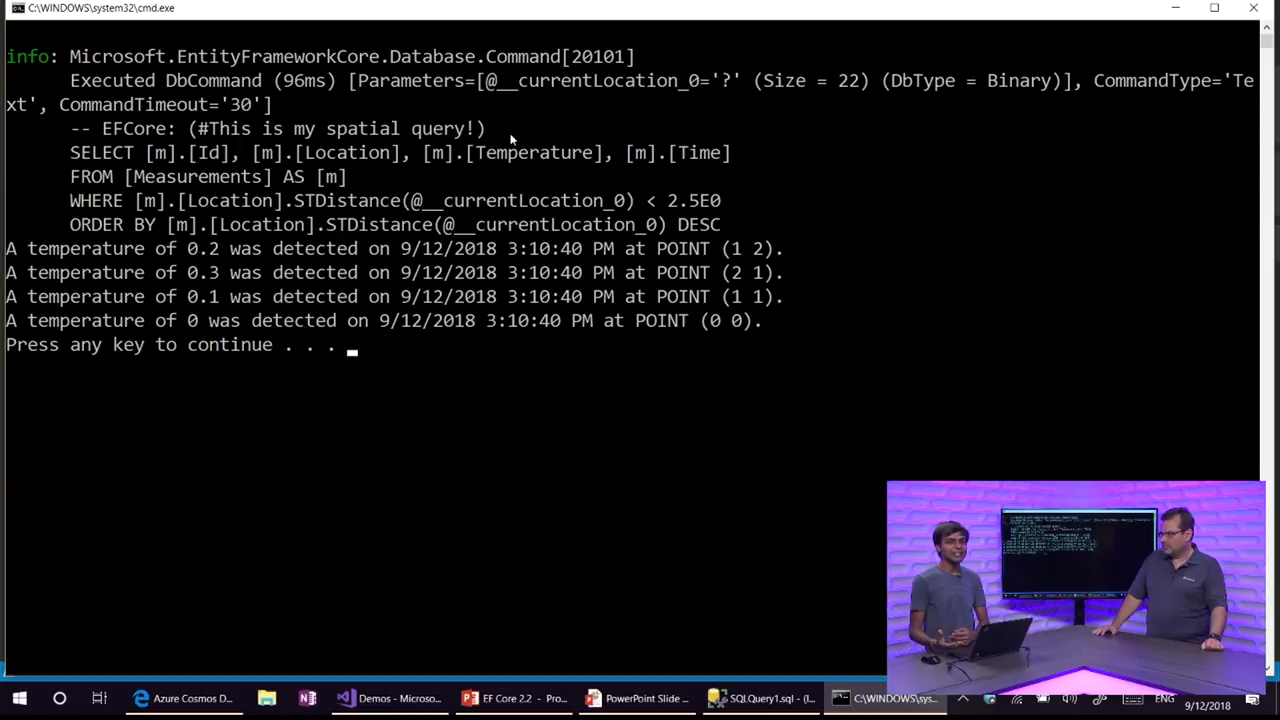 C:\WINDOWS\system32\cmd.exe
info: Microsoft.EntityFrameworkCore.Database.Command[20101]
Executed DbCommand (96ms) [Parameters=[@__currentLocation_0='?' (Size = 22) (DbType = Binary)], CommandType='Te
xt', CommandTimeout='30']
-- EFCore: (#This is my spatial query!)
SELECT [m].[Id], [m].[Location], [m].[Temperature], [m].[Time]
FROM [Measurements] AS [m]
WHERE [m].[Location].STDistance(@__currentLocation_0) < 2.5E0
ORDER BY [m].[Location].STDistance(@__currentLocation_0) DESC
A temperature of 0.2 was detected on 9/12/2018 3:10:40 PM at POINT (1 2).
A temperature of 0.3 was detected on 9/12/2018 3:10:40 PM at POINT (2 1).
A temperature of 0.1 was detected on 9/12/2018 3:10:40 PM at POINT (1 1).
A temperature of 0 was detected on 9/12/2018 3:10:40 PM at POINT (0 0).
Press any key to continue . . .
Azure Cosmos D... Demos - Microso... EF Core 2.2 - Pro... PowerPoint Slide ... SQLQuery1.sql - (l... C:\WINDOWS\sys... ENG
9/12/2018